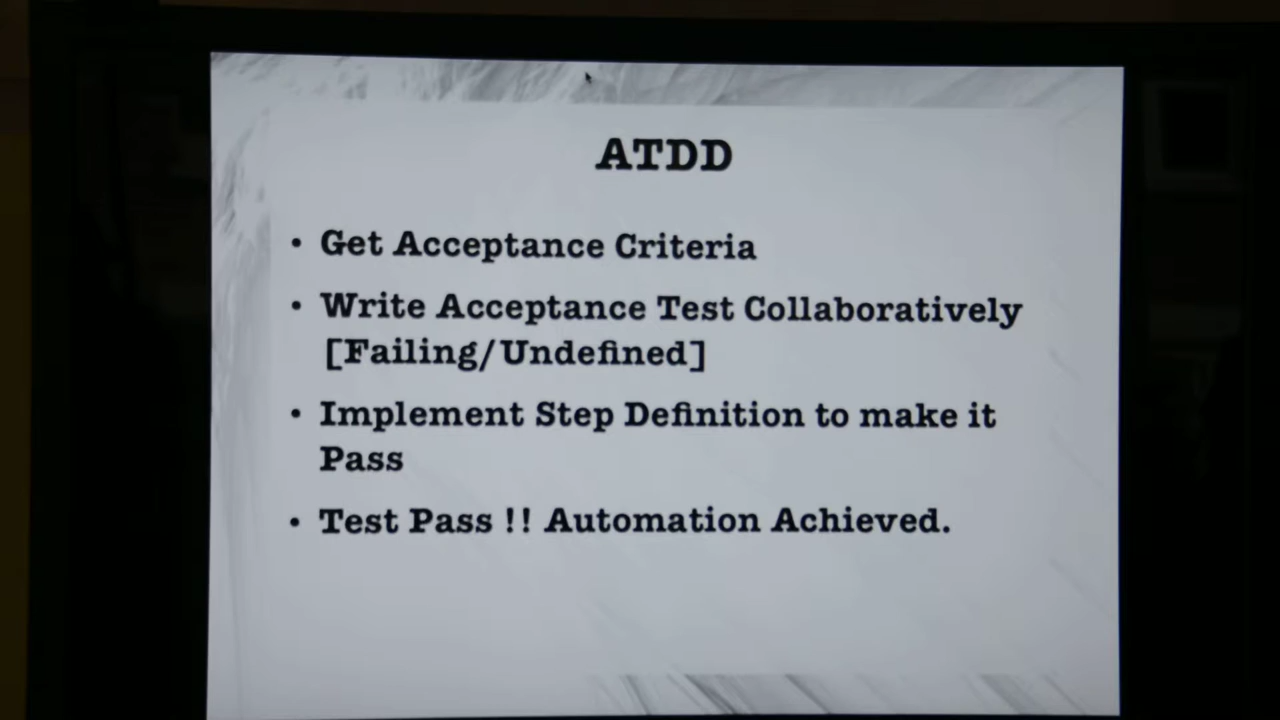 ATDD
• Get Acceptance Criteria
• Write Acceptance Test Collaboratively
[Failing/Undefined]
• Implement Step Definition to make it
Pass
• Test Pass !! Automation Achieved.